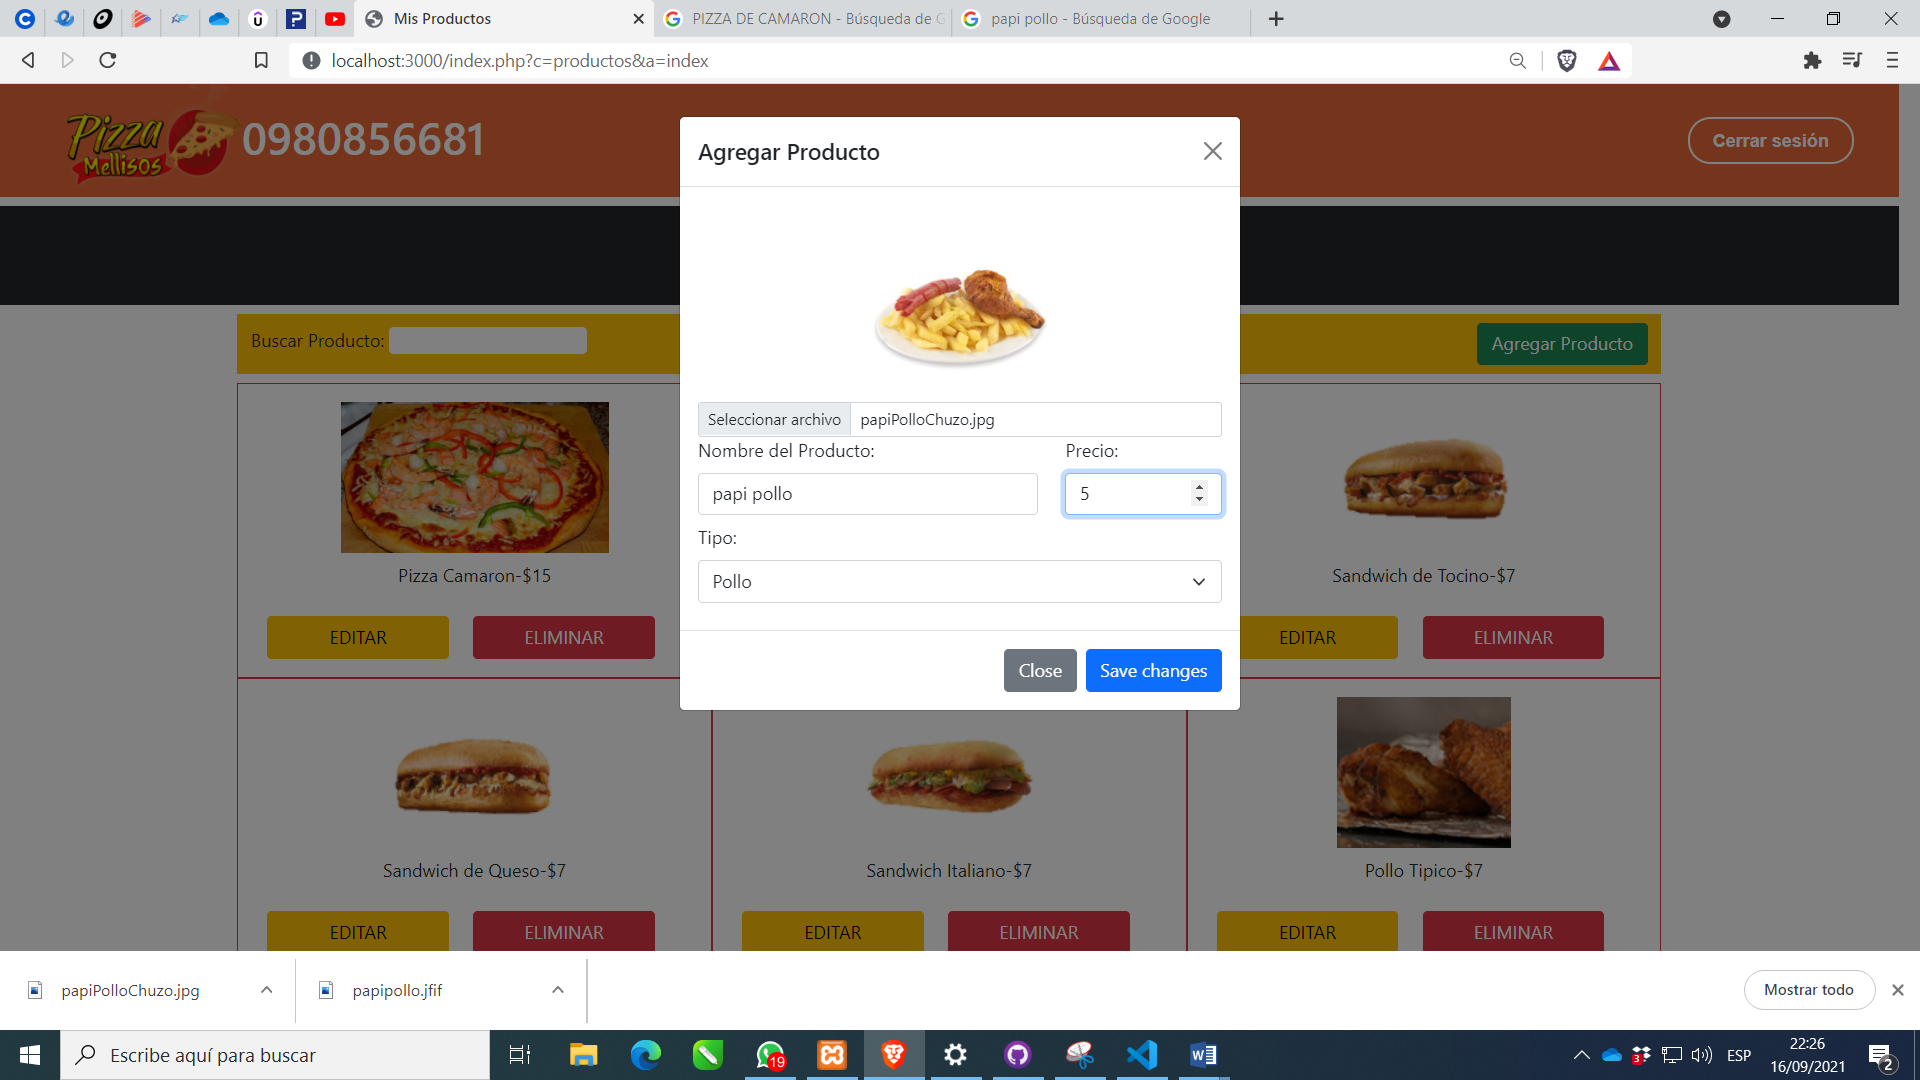 Mis Productos
PIZZA DE CAMARON - Búsqueda de G
papi pollo - Búsqueda de Google
localhost:3000/index.php?c=productos&a=index
Pizza
Mellisos
0980856681
Cerrar sesión
Agregar Producto
Buscar Producto:
Agregar Producto
Seleccionar archivo
papiPolloChuzo.jpg
Nombre del Producto:
Precio:
papi pollo
5
Tipo:
Pollo
Close
Save changes
Pizza Camaron-$15
Sandwich de Tocino-$7
EDITAR
ELIMINAR
EDITAR
ELIMINAR
Sandwich de Queso-$7
Sandwich Italiano-$7
Pollo Tipico-$7
EDITAR
ELIMINAR
EDITAR
ELIMINAR
EDITAR
ELIMINAR
papiPolloChuzo.jpg
papipollo.jfif
Mostrar todo
Escribe aquí para buscar
19
3
ESP
22:26
16/09/2021
2